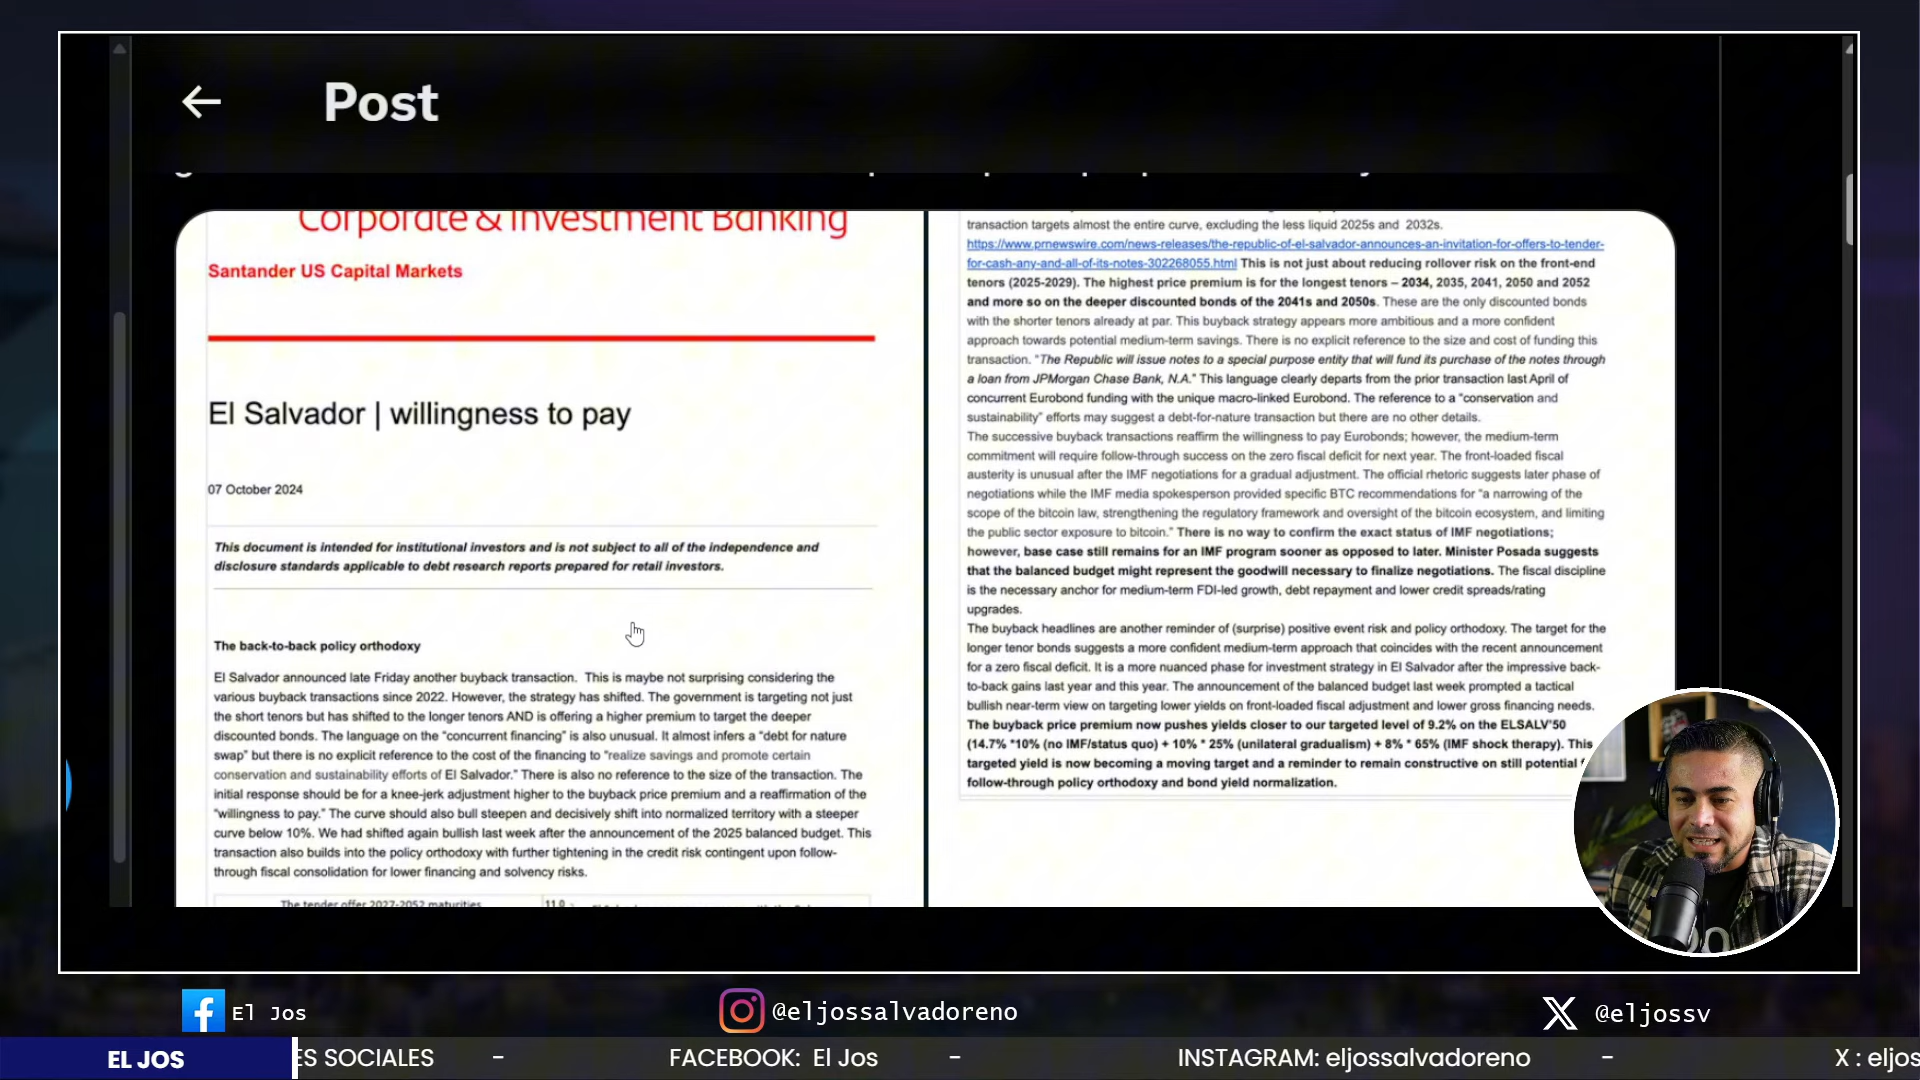 Post
Corporate & Investment Banking
Santander US Capital Markets
El Salvador | willingness to pay
07 October 2024
This document is intended for institutional investors and is not subject to all of the independence and
disclosure standards applicable to debt research reports prepared for retail investors.
The back-to-back policy orthodoxy
El Salvador announced late Friday another buyback transaction.  This is maybe not surprising considering the
various buyback transactions since 2022. However, the strategy has shifted. The government is targeting not just
the short tenors but has shifted to the longer tenors AND is offering a higher premium to target the deeper
discounted bonds. The language on the “concurrent financing” is also unusual. It almost infers a “debt for nature
swap” but there is no explicit reference to the cost of the financing to “realize savings and promote certain
conservation and sustainability efforts of El Salvador.” There is also no reference to the size of the transaction. The
initial response should be for a knee-jerk adjustment higher to the buyback price premium and a reaffirmation of the
“willingness to pay.” The curve should also bull steepen and decisively shift into normalized territory with a steeper
curve below 10%. We had shifted again bullish last week after the announcement of the 2025 balanced budget. This
transaction also builds into the policy orthodoxy with further tightening in the credit risk contingent upon follow-
through fiscal consolidation for lower financing and solvency risks.
The tender offer 2027-2052 maturities
11.0
transaction targets almost the entire curve, excluding the less liquid 2025s and  2032s.
https://www.prnewswire.com/news-releases/the-republic-of-el-salvador-announces-an-invitation-for-offers-to-tender-
for-cash-any-and-all-of-its-notes-302268055.html This is not just about reducing rollover risk on the front-end
tenors (2025-2029). The highest price premium is for the longest tenors – 2034, 2035, 2041, 2050 and 2052
and more so on the deeper discounted bonds of the 2041s and 2050s. These are the only discounted bonds
with the shorter tenors already at par. This buyback strategy appears more ambitious and a more confident
approach towards potential medium-term savings. There is no explicit reference to the size and cost of funding this
transaction. “The Republic will issue notes to a special purpose entity that will fund its purchase of the notes through
a loan from JPMorgan Chase Bank, N.A.” This language clearly departs from the prior transaction last April of
concurrent Eurobond funding with the unique macro-linked Eurobond. The reference to a “conservation and
sustainability” efforts may suggest a debt-for-nature transaction but there are no other details.
The successive buyback transactions reaffirm the willingness to pay Eurobonds; however, the medium-term
commitment will require follow-through success on the zero fiscal deficit for next year. The front-loaded fiscal
austerity is unusual after the IMF negotiations for a gradual adjustment. The official rhetoric suggests later phase of
negotiations while the IMF media spokesperson provided specific BTC recommendations for “a narrowing of the
scope of the bitcoin law, strengthening the regulatory framework and oversight of the bitcoin ecosystem, and limiting
the public sector exposure to bitcoin.” There is no way to confirm the exact status of IMF negotiations;
however, base case still remains for an IMF program sooner as opposed to later. Minister Posada suggests
that the balanced budget might represent the goodwill necessary to finalize negotiations. The fiscal discipline
is the necessary anchor for medium-term FDI-led growth, debt repayment and lower credit spreads/rating
upgrades.
The buyback headlines are another reminder of (surprise) positive event risk and policy orthodoxy. The target for the
longer tenor bonds suggests a more confident medium-term approach that coincides with the recent announcement
for a zero fiscal deficit. It is a more nuanced phase for investment strategy in El Salvador after the impressive back-
to-back gains last year and this year. The announcement of the balanced budget last week prompted a tactical
bullish near-term view on targeting lower yields on front-loaded fiscal adjustment and lower gross financing needs.
The buyback price premium now pushes yields closer to our targeted level of 9.2% on the ELSALV'50
(14.7% *10% (no IMF/status quo) + 10% * 25% (unilateral gradualism) + 8% * 65% (IMF shock therapy). This
targeted yield is now becoming a moving target and a reminder to remain constructive on still potential
follow-through policy orthodoxy and bond yield normalization.
El Jos
@eljossalvadoreno
@eljossv
EL JOS
ES SOCIALES - FACEBOOK: El Jos - INSTAGRAM: eljossalvadoreno - X : eljos